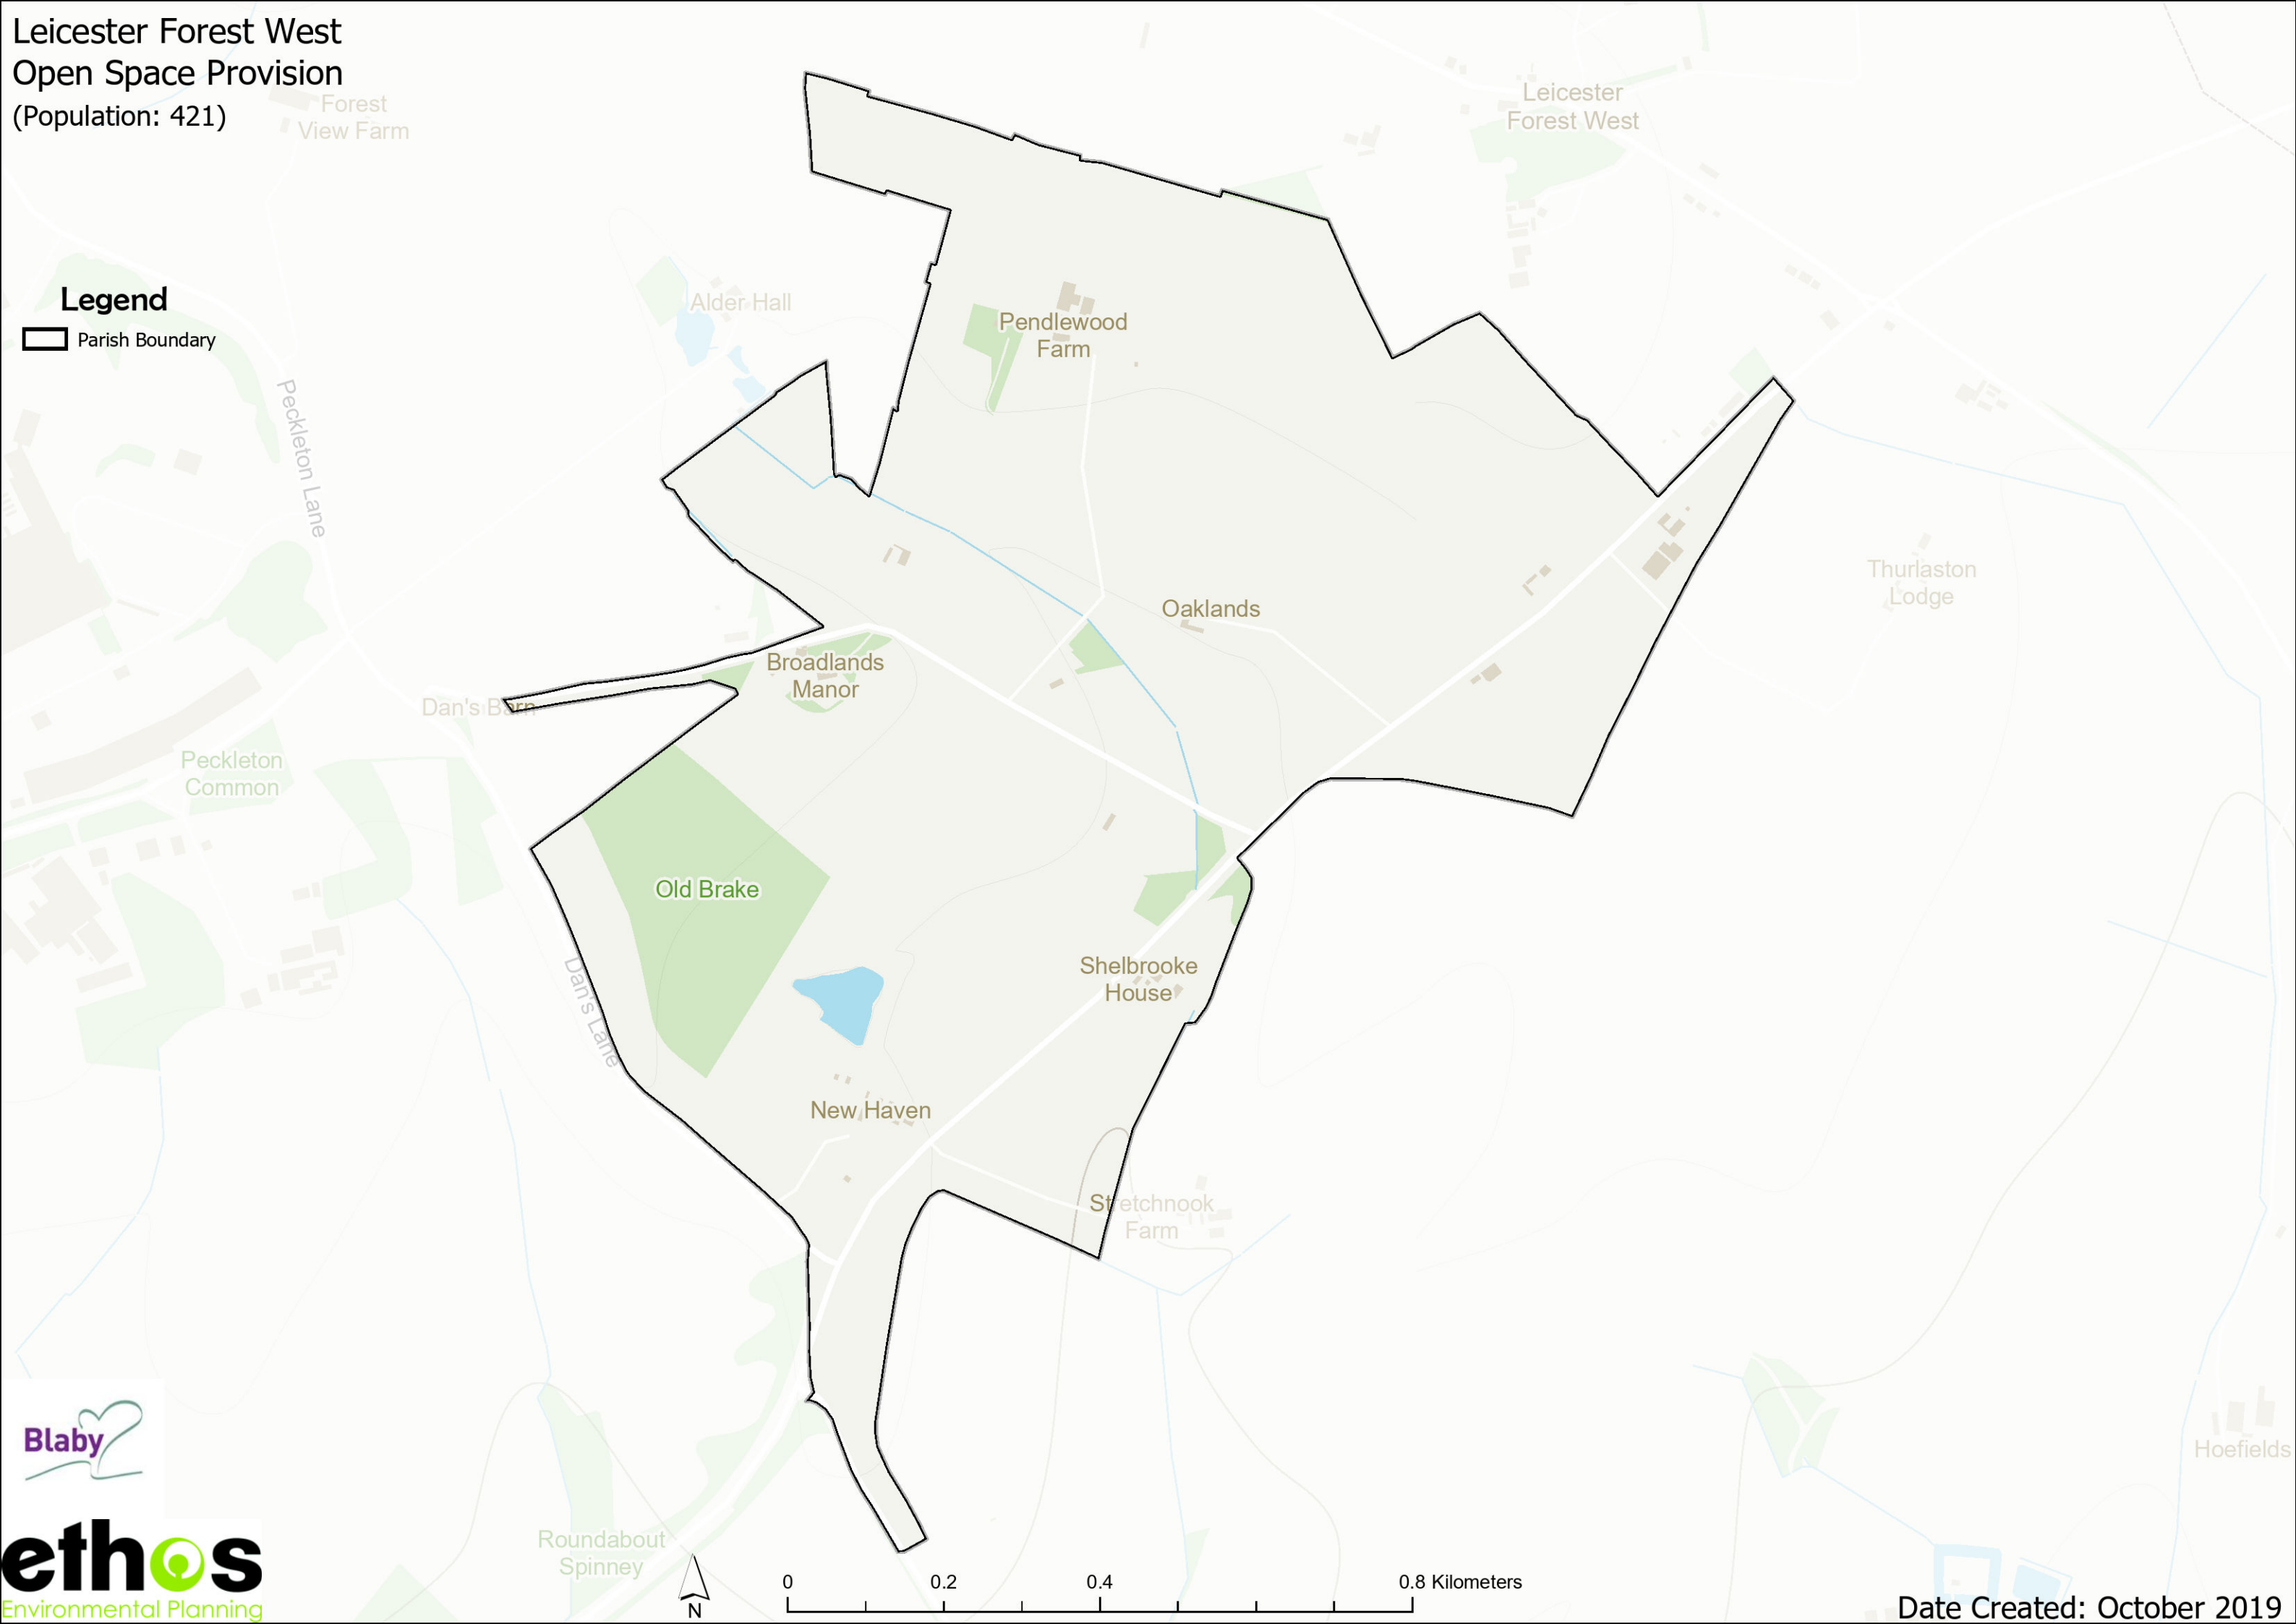 Leicester Forest West
Open Space Provision
(Population: 421)
Forest
View Farm
Leicester
Forest West
Legend
Parish Boundary
Alder Hall
Pendlewood
Farm
Peckleton Lane
Thurlaston
Lodge
Oaklands
Broadlands
Manor
Dan's Barn
Peckleton
Common
Old Brake
Dan's Lane
Shelbrooke
House
New Haven
Stretchnook
Farm
Blaby
Hoefields
ethos
Environmental Planning
Roundabout
Spinney
N
0 0.2 0.4 0.8 Kilometers
Date Created: October 2019